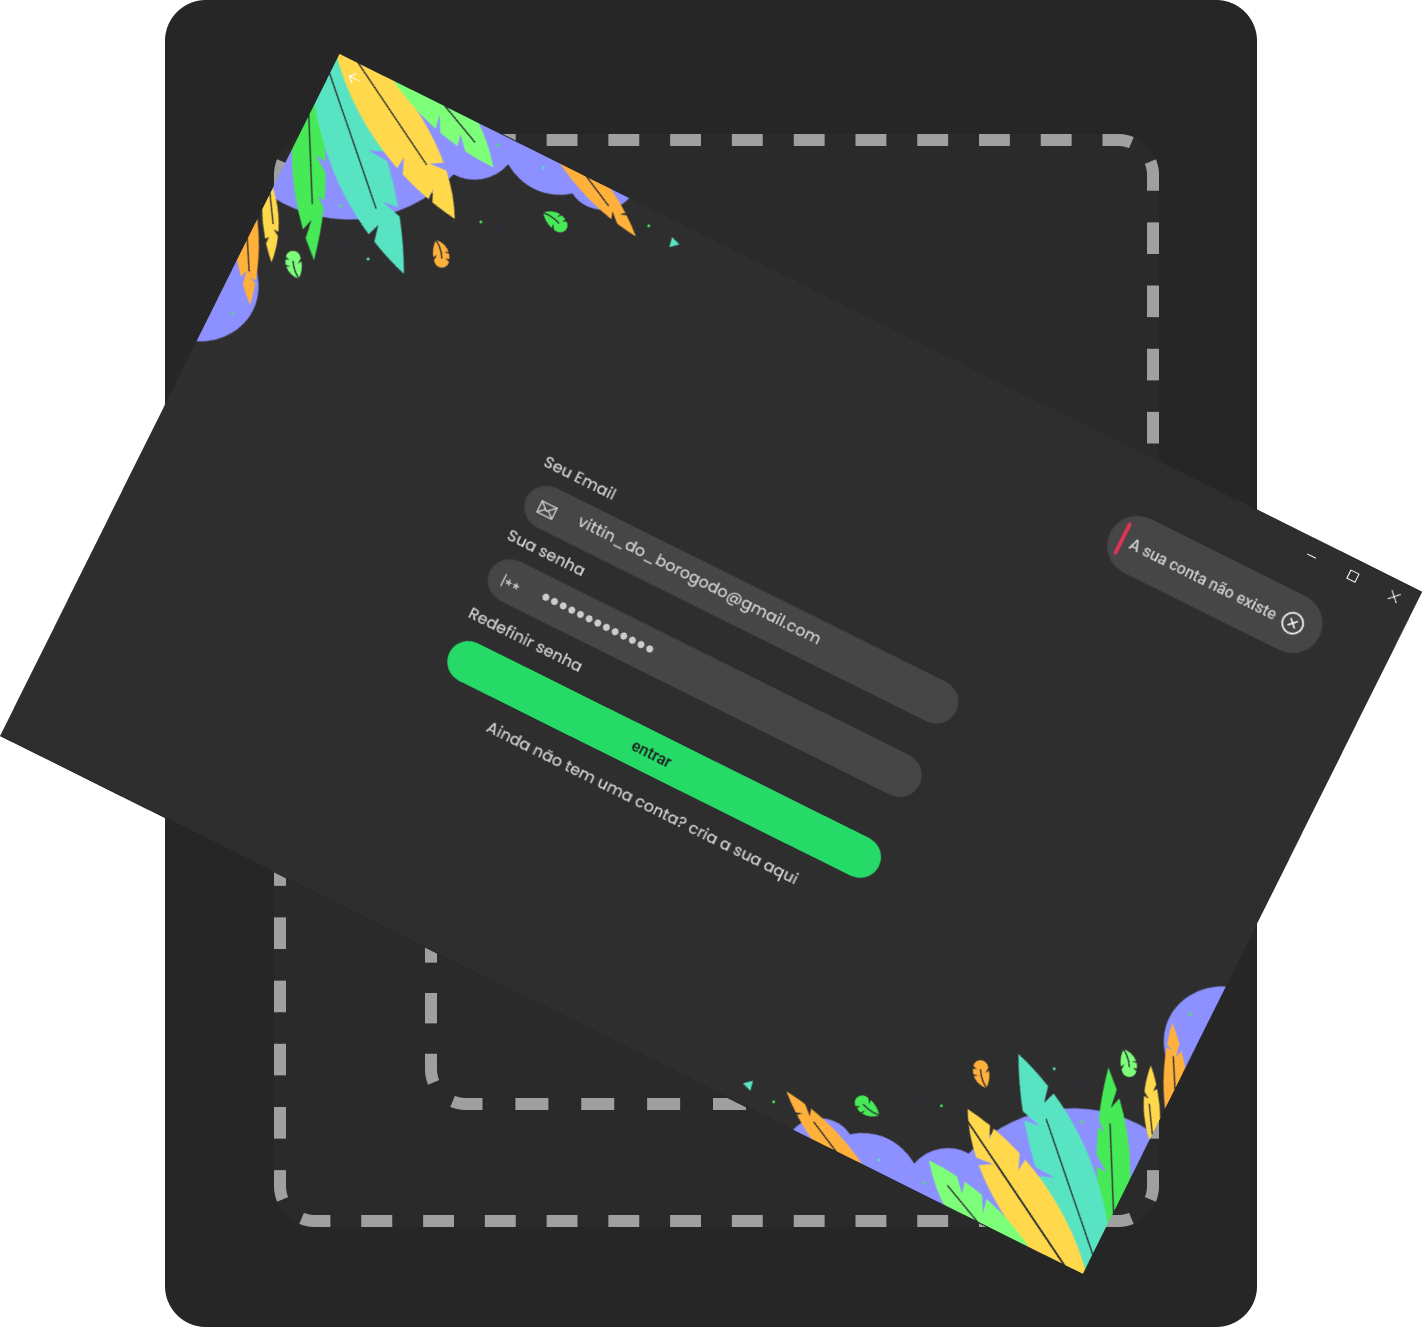 Seu Email
vittin_do_borogodo@gmail.com
Sua senha
|**
•••••••••••••
Redefinir senha
entrar
Ainda não tem uma conta? cria a sua aqui
A sua conta não existe